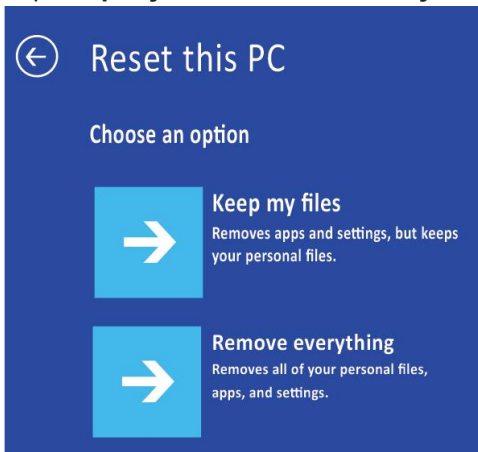 Reset this PC
Choose an option
Keep my files
Removes apps and settings, but keeps
your personal files.
Remove everything
Removes all of your personal files,
apps, and settings.